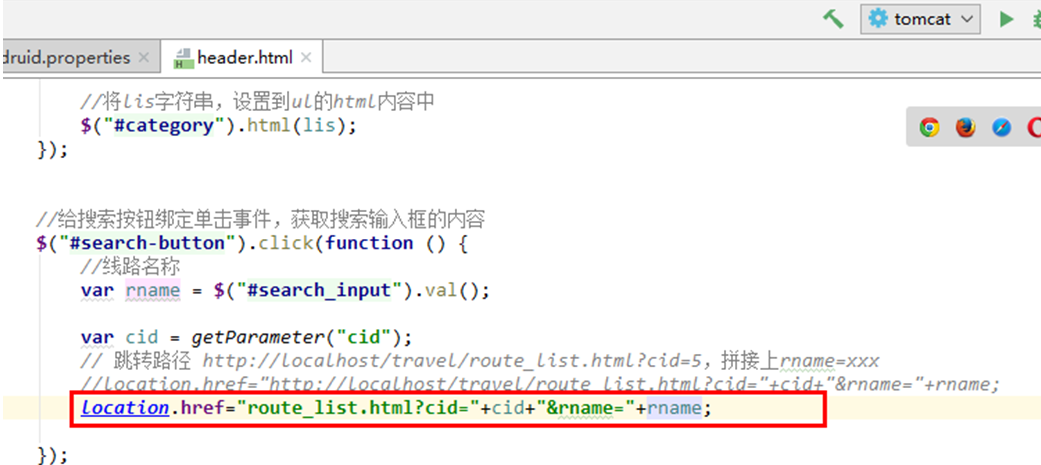 tomcat
druid.properties
header.html
//将lis字符串，设置到ul的html内容中
$("#category").html(lis);
});
//给搜索按钮绑定单击事件，获取搜索输入框的内容
$("#search-button").click(function () {
//线路名称
var rname = $("#search_input").val();
var cid = getParameter("cid");
// 跳转路径 http://localhost/travel/route_list.html?cid=5，拼接上rname=xxx
//location.href="http://localhost/travel/route_list.html?cid="+cid+"&rname="+rname;
location.href="route_list.html?cid="+cid+"&rname="+rname;
});